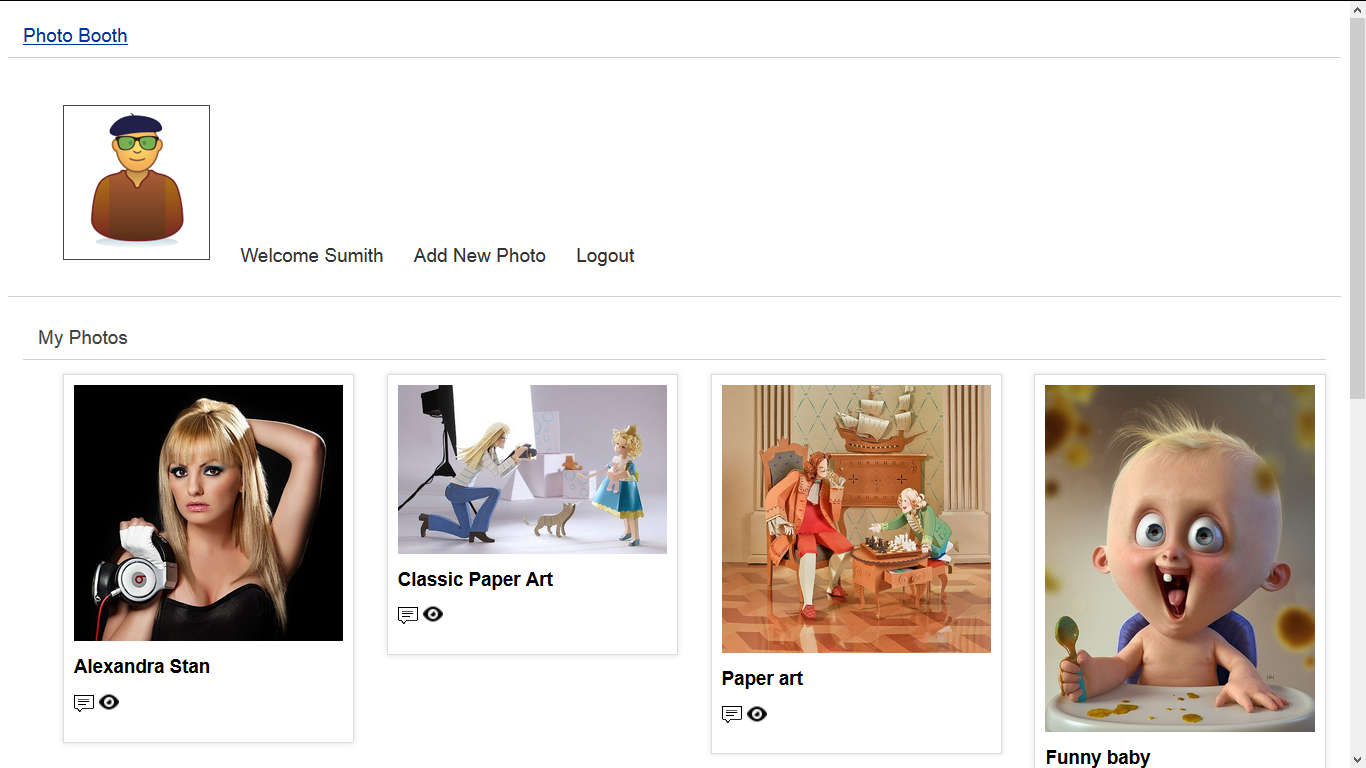 Photo Booth
Welcome Sumith Add New Photo Logout
My Photos
Alexandra Stan
Classic Paper Art
Paper art
Funny baby